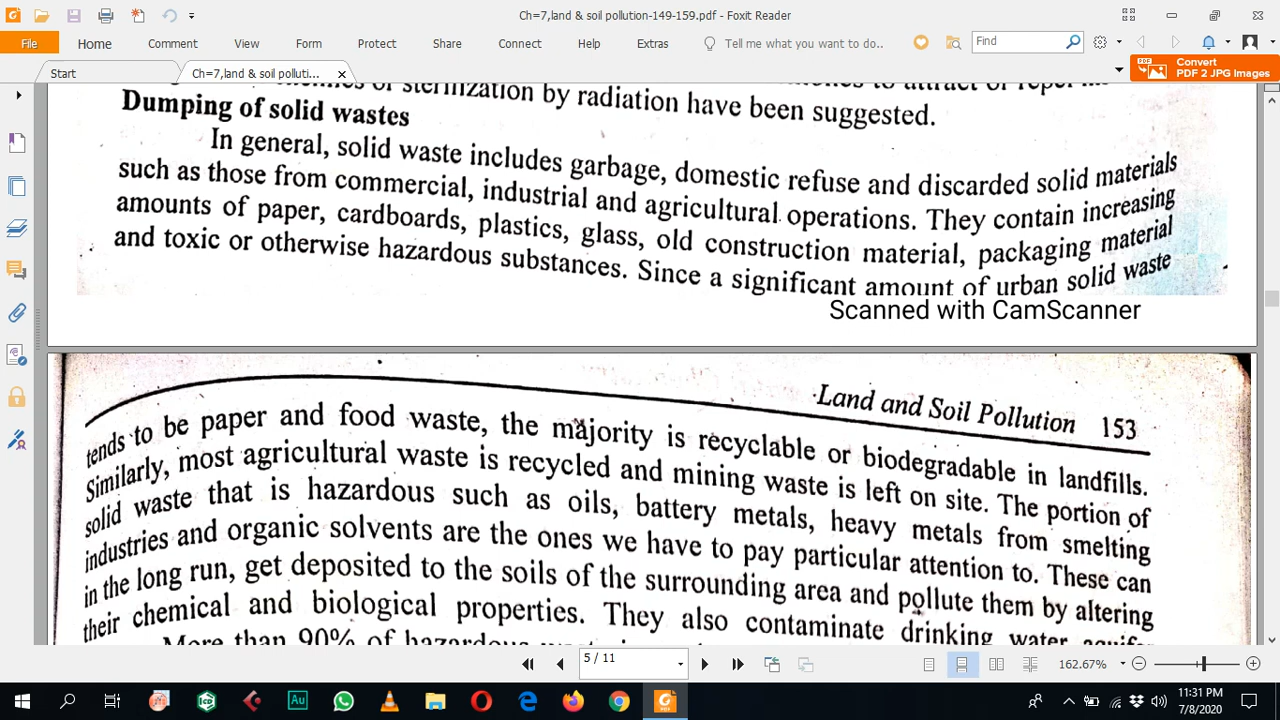 Ch=7,land & soil pollution-149-159.pdf - Foxit Reader
File Home Comment View Form Protect Share Connect Help Extras Tell me what you want to do.. Find
Start Ch=7,land & soil polluti...
Convert
PDF 2 JPG Images
of sterilization by radiation have been suggested.
Dumping of solid wastes
In general, solid waste includes garbage, domestic refuse and discarded solid materials
such as those from commercial, industrial and agricultural operations. They contain increasing
amounts of paper, cardboards, plastics, glass, old construction material, packaging material
and toxic or otherwise hazardous substances. Since a significant amount of urban solid waste
Scanned with CamScanner
Land and Soil Pollution 153
tends to be paper and food waste, the majority is recyclable or biodegradable in landfills.
Similarly, most agricultural waste is recycled and mining waste is left on site. The portion of
solid waste that is hazardous such as oils, battery metals, heavy metals from smelting
industries and organic solvents are the ones we have to pay particular attention to. These can
in the long run, get deposited to the soils of the surrounding area and pollute them by altering
their chemical and biological properties. They also contaminate drinking water
More than 90% of hazardous
5 / 11
162.67%
11:31 PM
7/8/2020